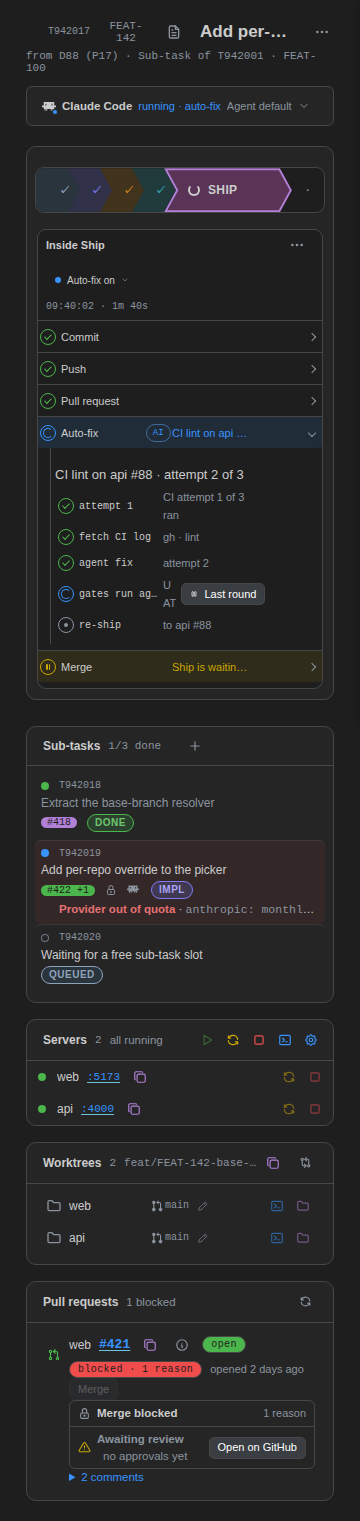 T942017 FEAT-142 Add per-…
from D88 (P17) · Sub-task of T942001 · FEAT-100
Claude Code running · auto-fix Agent default
SHIP
Inside Ship
Auto-fix on
09:40:02 · 1m 40s
Commit
Push
Pull request
Auto-fix AI CI lint on api …
CI lint on api #88 · attempt 2 of 3
attempt 1 CI attempt 1 of 3 ran
fetch CI log gh · lint
agent fix attempt 2
gates run ag… U AT Last round
re-ship to api #88
Merge Ship is waitin…
Sub-tasks 1/3 done
T942018
Extract the base-branch resolver
#418 DONE
T942019
Add per-repo override to the picker
#422 +1 IMPL
Provider out of quota · anthropic: monthl…
T942020
Waiting for a free sub-task slot
QUEUED
Servers 2 all running
web :5173
api :4000
Worktrees 2 feat/FEAT-142-base-…
web main
api main
Pull requests 1 blocked
web #421 open
blocked · 1 reason opened 2 days ago
Merge
Merge blocked 1 reason
Awaiting review
no approvals yet Open on GitHub
2 comments